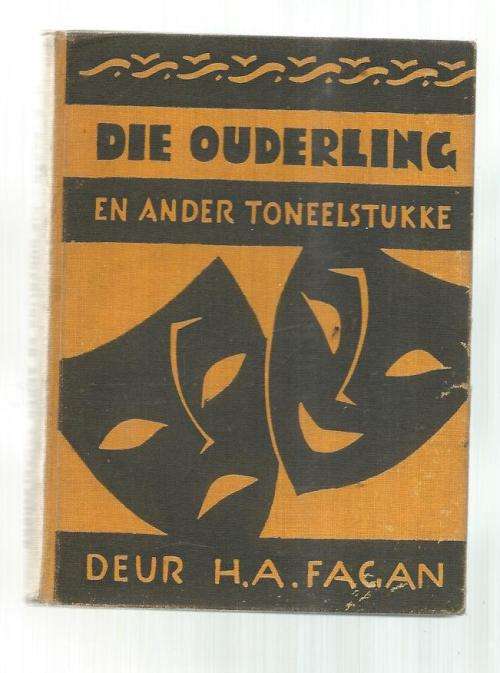 DIE OUDERLING
EN ANDER TONEELSTUKKE
DEUR H.A. FAGAN